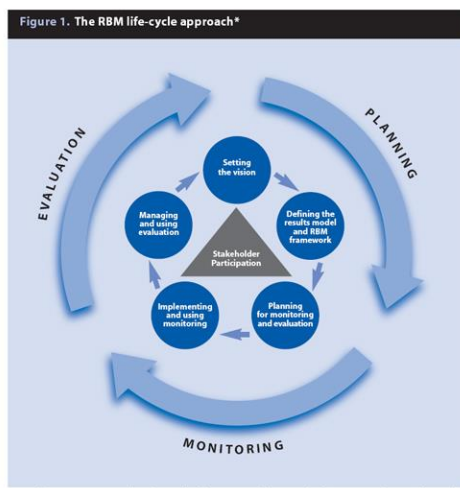 Figure 1. The RBM life-cycle approach*
EVALUATION
PLANNING
MONITORING
Setting
the vision
Defining the
results model
and RBM
framework
Planning
for monitoring
and evaluation
Implementing
and using
monitoring
Managing
and using
evaluation
Stakeholder
Participation